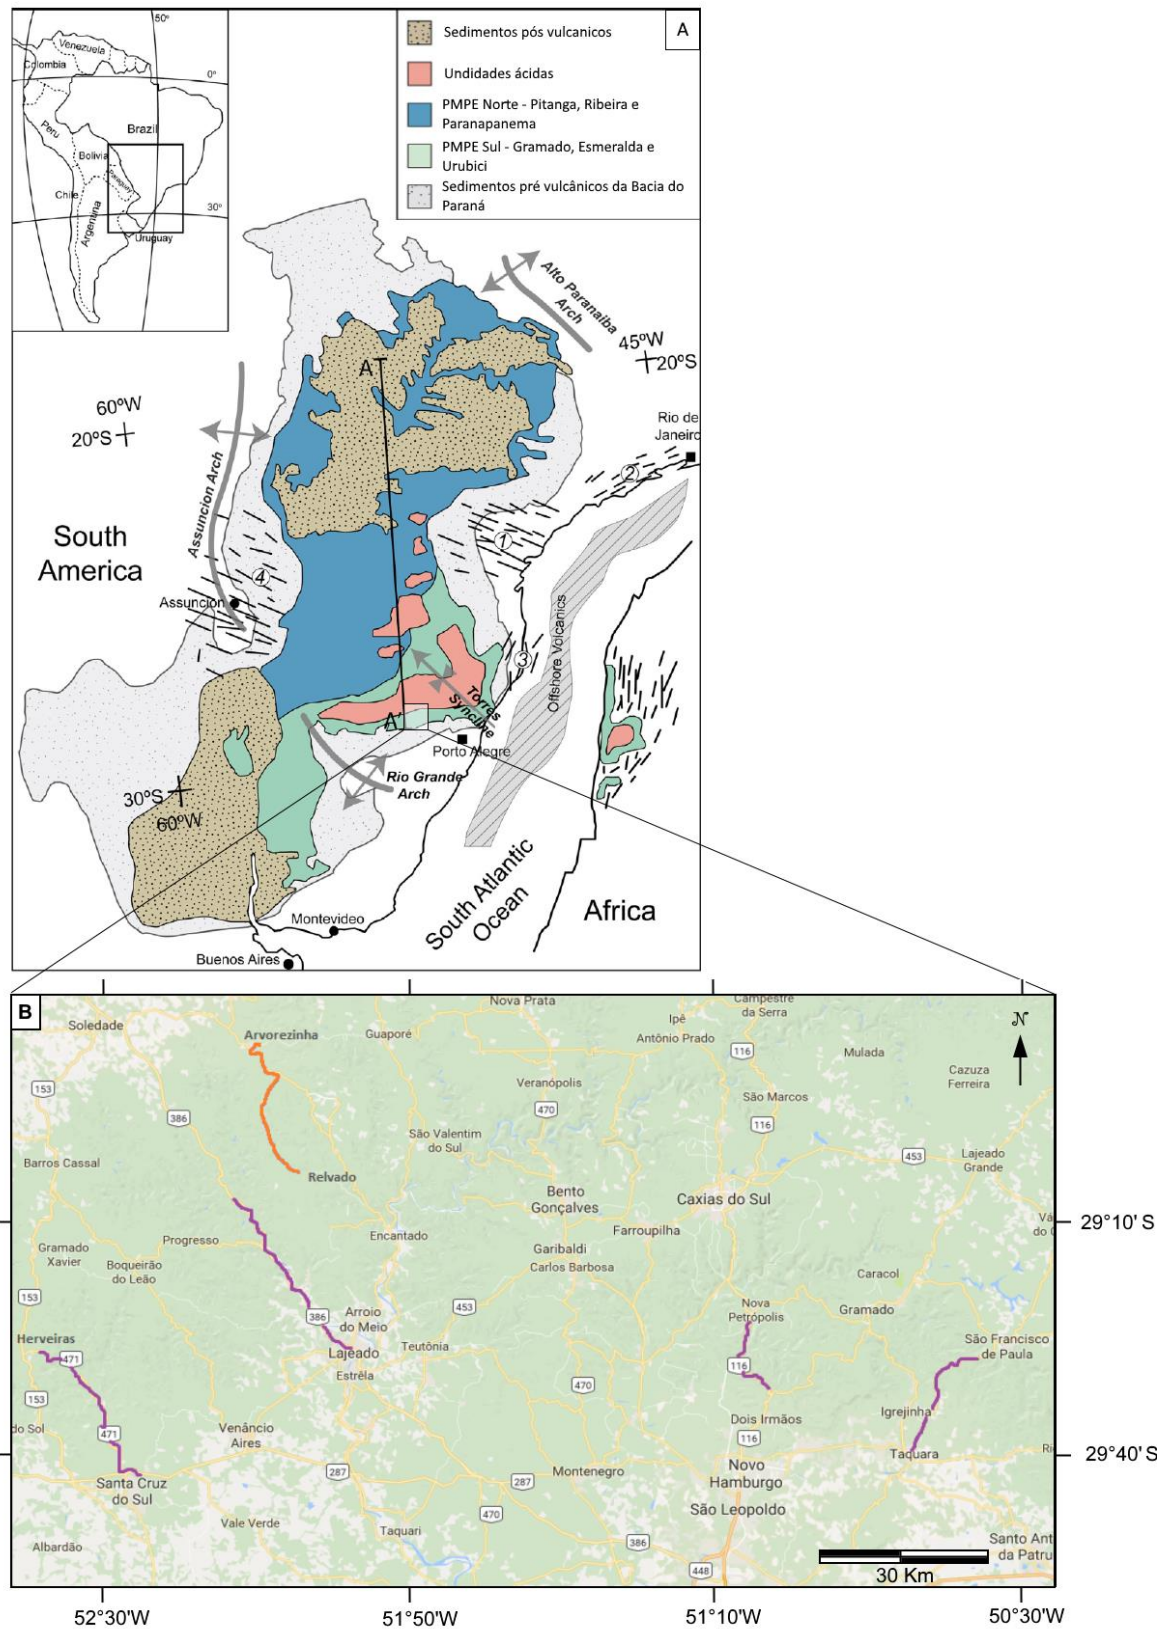 50°
Venezuela
Colombia
0°
Peru
Brazil
Bolivia
Paraguay
Chile
Argentina
30°
Uruguay
A
Sedimentos pós vulcanicos
Undidades ácidas
PMPE Norte - Pitanga, Ribeira e
Paranapanema
PMPE Sul - Gramado, Esmeralda e
Urubici
Sedimentos pré vulcânicos da Bacia do
Paraná
Alto Paranaiba
Arch
45°W
20°S
60°W
20°S
A
Rio de
Janeiro
Assuncion Arch
South
America
Assuncion
1
2
3
4
Offshore Volcanics
Torres
Syncline
A'
Porto Alegre
Rio Grande
Arch
30°S
60°W
South Atlantic
Ocean
Africa
Montevideo
Buenos Aires
B
N
Nova Prata
Campestre
da Serra
Soledade
Arvorezinha
Guaporé
Ipê
Antônio Prado
116
Mulada
Cazuza
Ferreira
153
386
Veranópolis
470
São Marcos
116
São Valentim
do Sul
453
Lajeado
Grande
Barros Cassal
Relvado
Bento
Gonçalves
Caxias do Sul
Vá
do
29°10' S
Gramado
Xavier
Progresso
Boqueirão
do Leão
Encantado
Farroupilha
Garibaldi
Carlos Barbosa
Caracol
153
386
Arroio
do Meio
453
Nova
Petrópolis
Gramado
Herveiras
471
Lajeado
Teutônia
São Francisco
de Paula
Estrêla
116
153
470
do Sol
471
Venâncio
Aires
Dois Irmãos
116
Igrejinha
Taquara
Ri
29°40' S
Santa Cruz
do Sul
287
287
Montenegro
Novo
Hamburgo
São Leopoldo
Albardão
Vale Verde
Taquari
470
386
448
Santo Ant
da Patru
30 Km
52°30'W
51°50'W
51°10'W
50°30'W